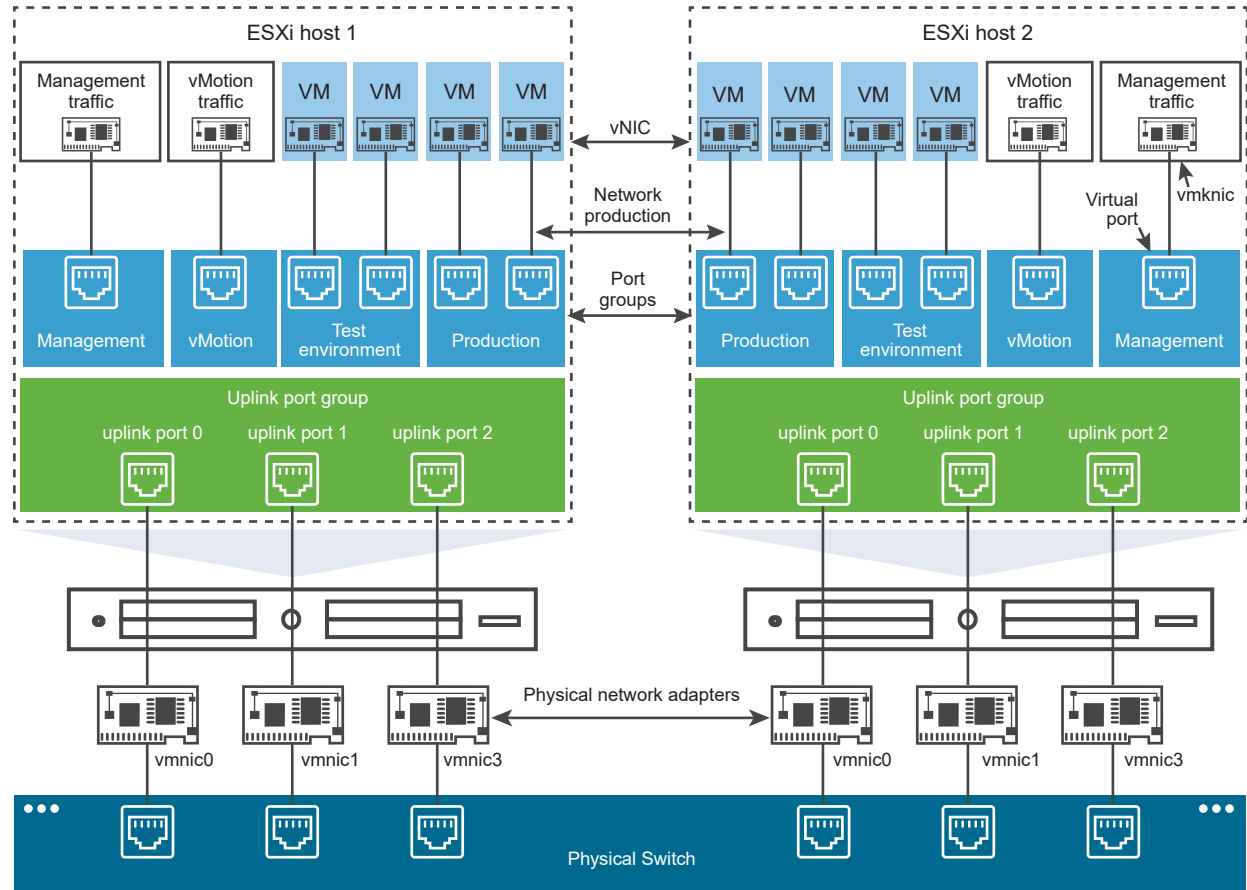 ESXi host 1
ESXi host 2
Management
traffic
vMotion
traffic
VM
VM
VM
VM
vNIC
VM
VM
VM
VM
vMotion
traffic
Management
traffic
Network
production
Virtual
port
vmknic
Port
groups
Management
vMotion
Test
environment
Production
Production
Test
environment
vMotion
Management
Uplink port group
uplink port 0
uplink port 1
uplink port 2
Uplink port group
uplink port 0
uplink port 1
uplink port 2
Physical network adapters
vmnic0
vmnic1
vmnic3
vmnic0
vmnic1
vmnic3
Physical Switch